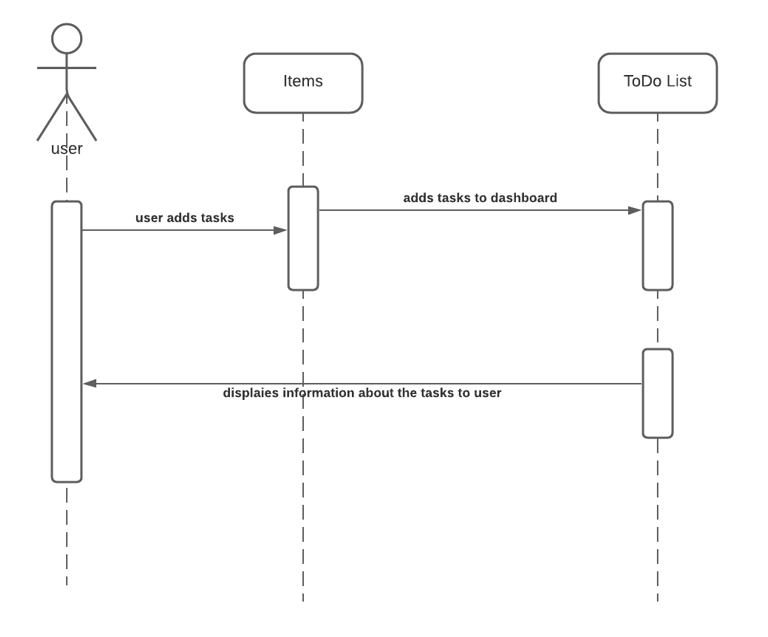 Items
ToDo List
user
adds tasks to dashboard
user adds tasks
displaies information about the tasks to user